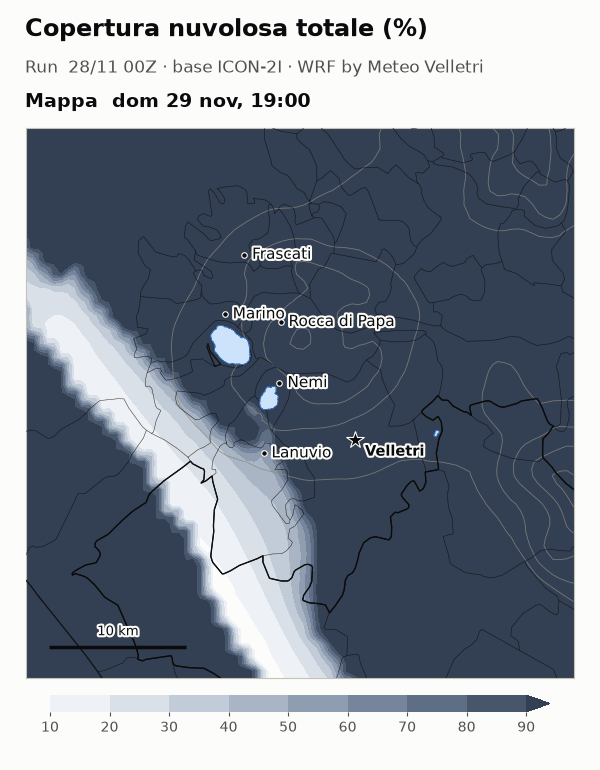 Copertura nuvolosa totale (%)
Run  28/11 00Z · base ICON-2I · WRF by Meteo Velletri
Mappa  dom 29 nov, 19:00
Frascati
Marino
Rocca di Papa
Nemi
Velletri
Lanuvio
10 km
10 20 30 40 50 60 70 80 90